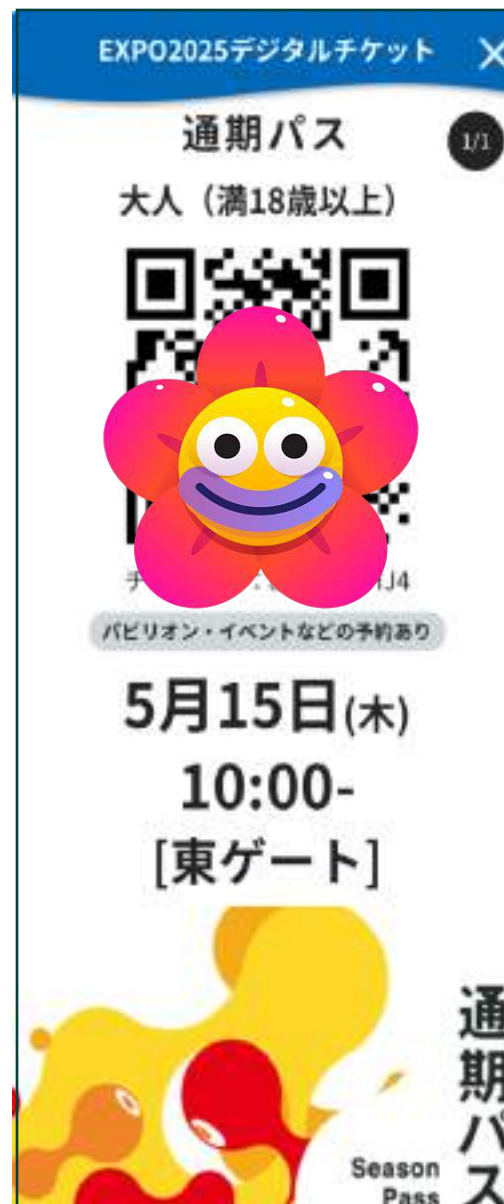 EXPO2025デジタルチケット
通期パス
1/1
大人（満18歳以上）
パビリオン・イベントなどの予約あり
5月15日(木)
10:00-
[東ゲート]
通期パス
Season
Pass